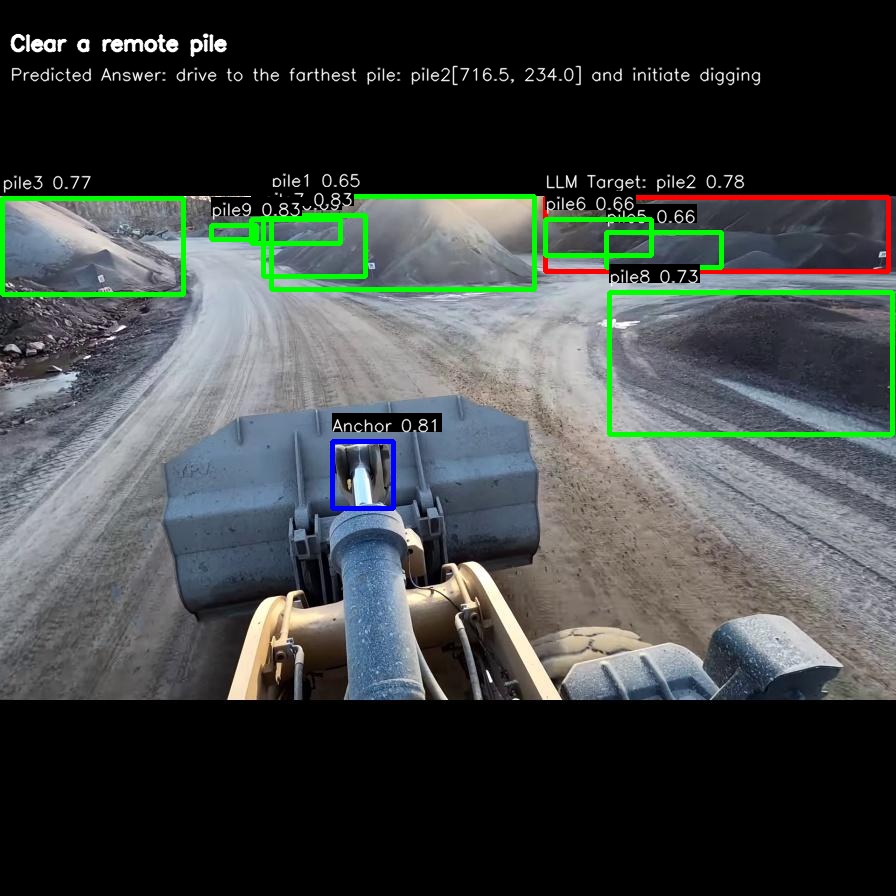 Clear a remote pile
Predicted Answer: drive to the farthest pile: pile2[716.5, 234.0] and initiate digging
pile3 0.77
pile1 0.65
LLM Target: pile2 0.78
0.83
pile9 0.83
pile6 0.66
pile5 0.66
pile8 0.73
Anchor 0.81